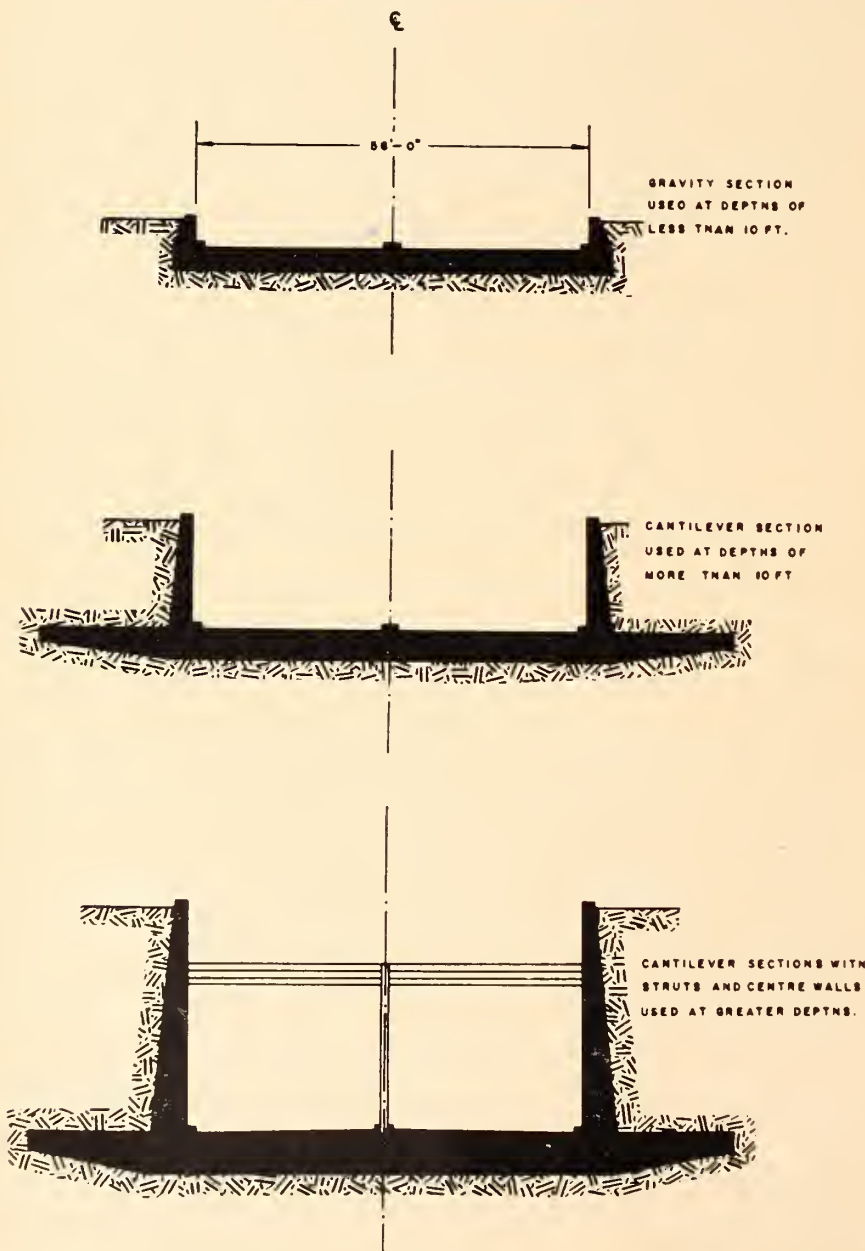 ℄
56'-0"
GRAVITY SECTION
USED AT DEPTHS OF
LESS THAN 10 FT.
CANTILEVER SECTION
USED AT DEPTHS OF
MORE THAN 10 FT
CANTILEVER SECTIONS WITH
STRUTS AND CENTRE WALLS
USED AT GREATER DEPTHS.